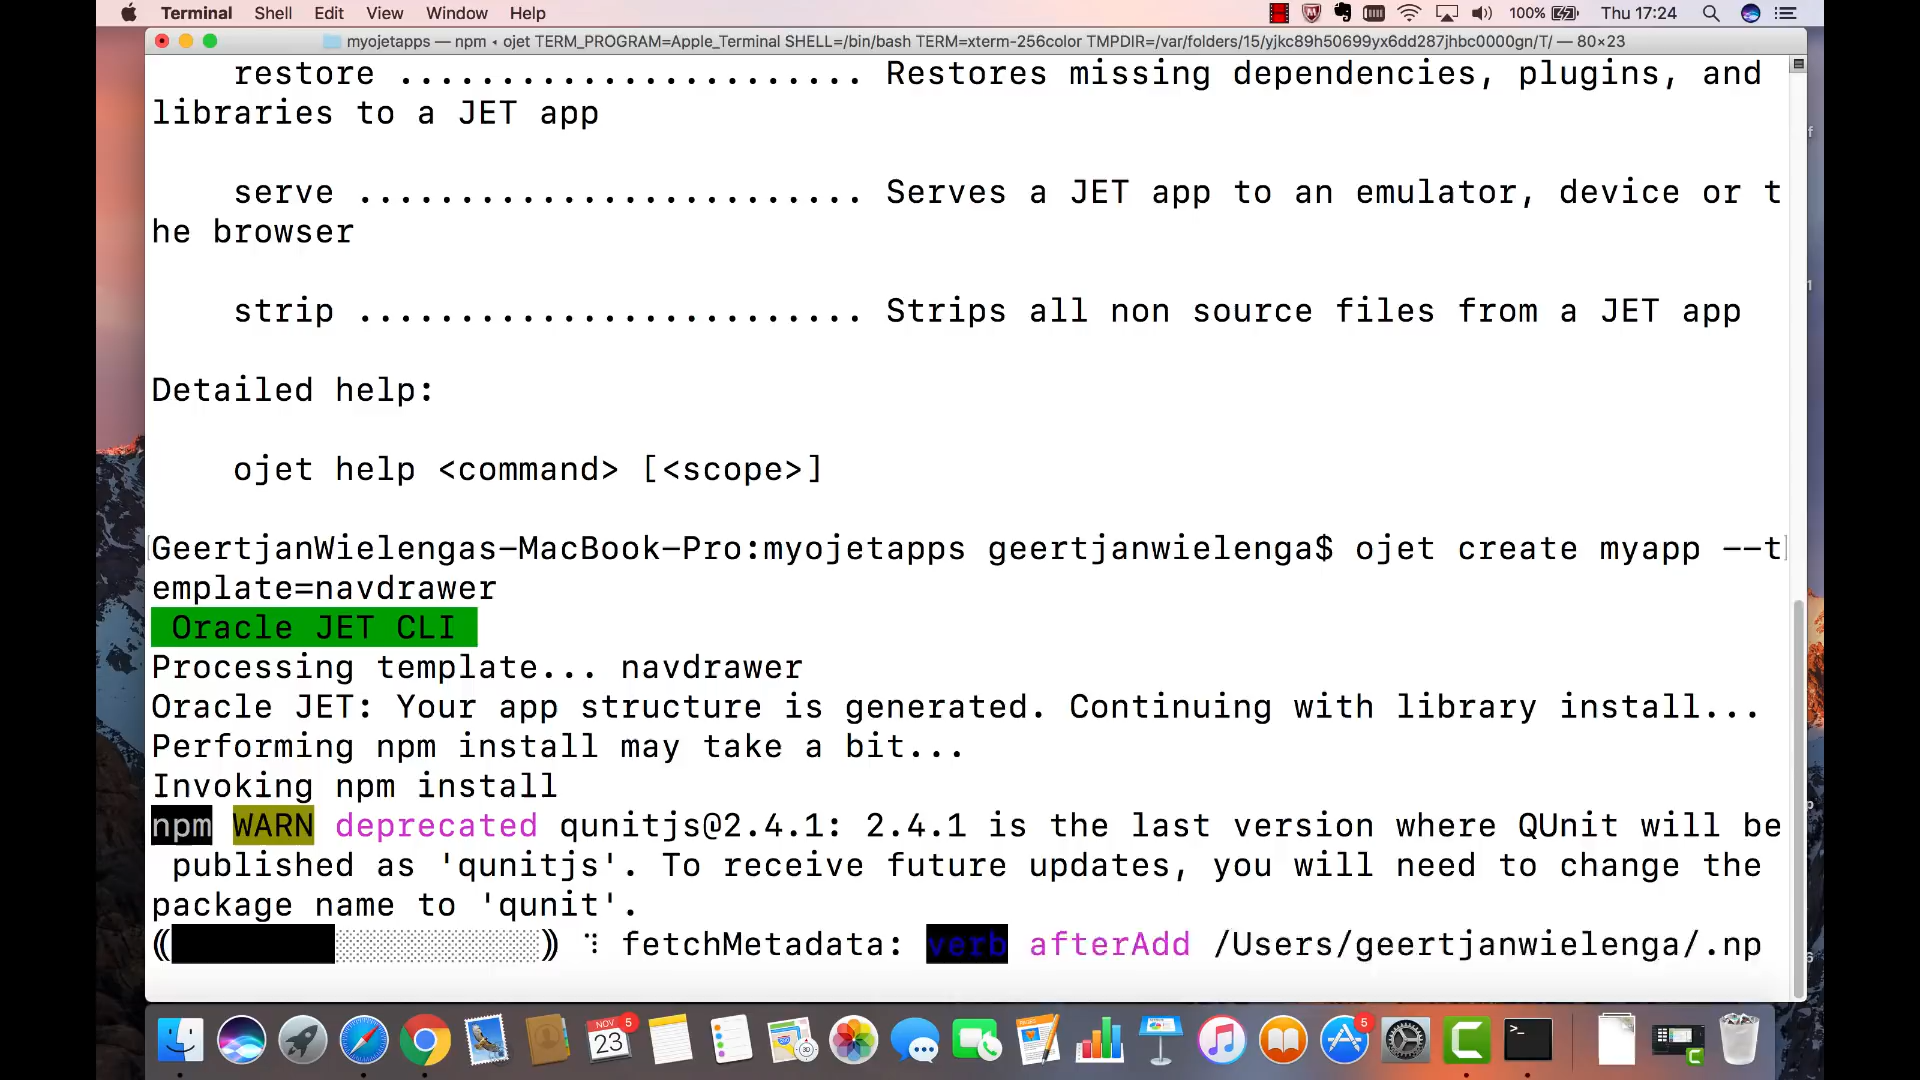 Terminal Shell Edit View Window Help 100% Thu 17:24
myojetapps — npm ◂ ojet TERM_PROGRAM=Apple_Terminal SHELL=/bin/bash TERM=xterm-256color TMPDIR=/var/folders/15/yjkc89h50699yx6dd287jhbc0000gn/T/ — 80×23
restore ....................... Restores missing dependencies, plugins, and
libraries to a JET app
serve ......................... Serves a JET app to an emulator, device or t
he browser
strip ......................... Strips all non source files from a JET app
Detailed help:
ojet help <command> [<scope>]
GeertjanWielengas-MacBook-Pro:myojetapps geertjanwielenga$ ojet create myapp --t
emplate=navdrawer
Oracle JET CLI
Processing template... navdrawer
Oracle JET: Your app structure is generated. Continuing with library install...
Performing npm install may take a bit...
Invoking npm install
npm WARN deprecated qunitjs@2.4.1: 2.4.1 is the last version where QUnit will be
published as 'qunitjs'. To receive future updates, you will need to change the
package name to 'qunit'.
fetchMetadata: verb afterAdd /Users/geertjanwielenga/.np
NOV 5
23
5